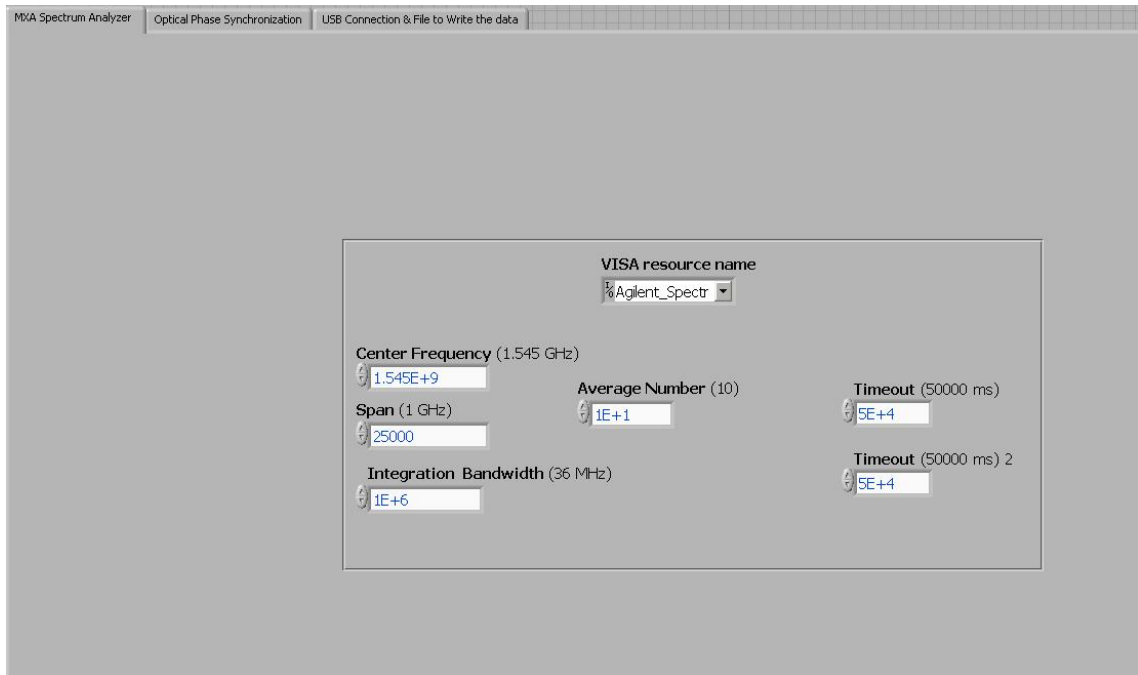 MXA Spectrum Analyzer
Optical Phase Synchronization
USB Connection & File to Write the data
VISA resource name
Agilent_Spectr
Center Frequency (1.545 GHz)
1.545E+9
Span (1 GHz)
25000
Integration Bandwidth (36 MHz)
1E+6
Average Number (10)
1E+1
Timeout (50000 ms)
5E+4
Timeout (50000 ms) 2
5E+4